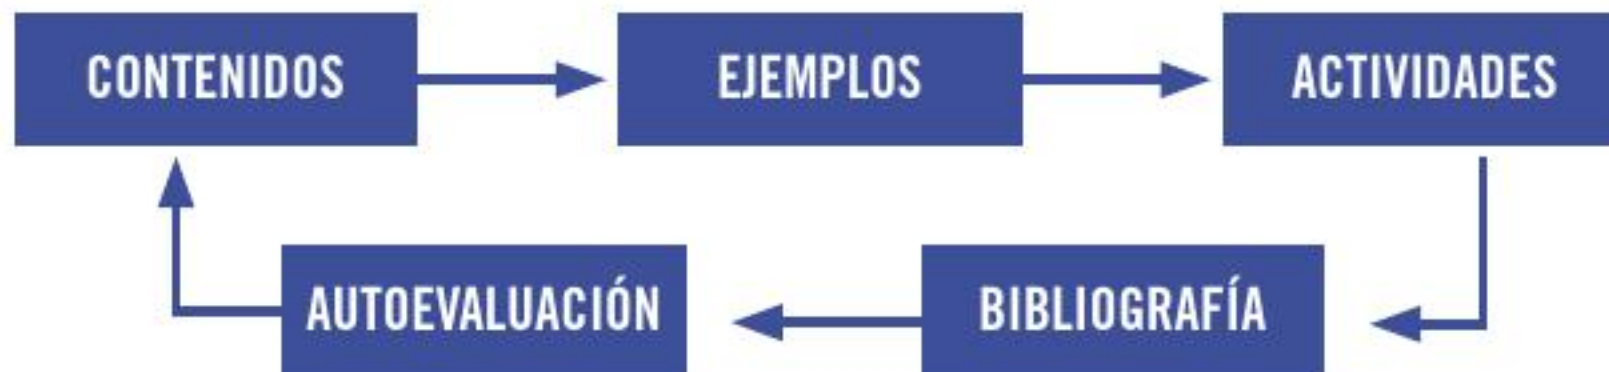 CONTENIDOS
EJEMPLOS
ACTIVIDADES
BIBLIOGRAFÍA
AUTOEVALUACIÓN